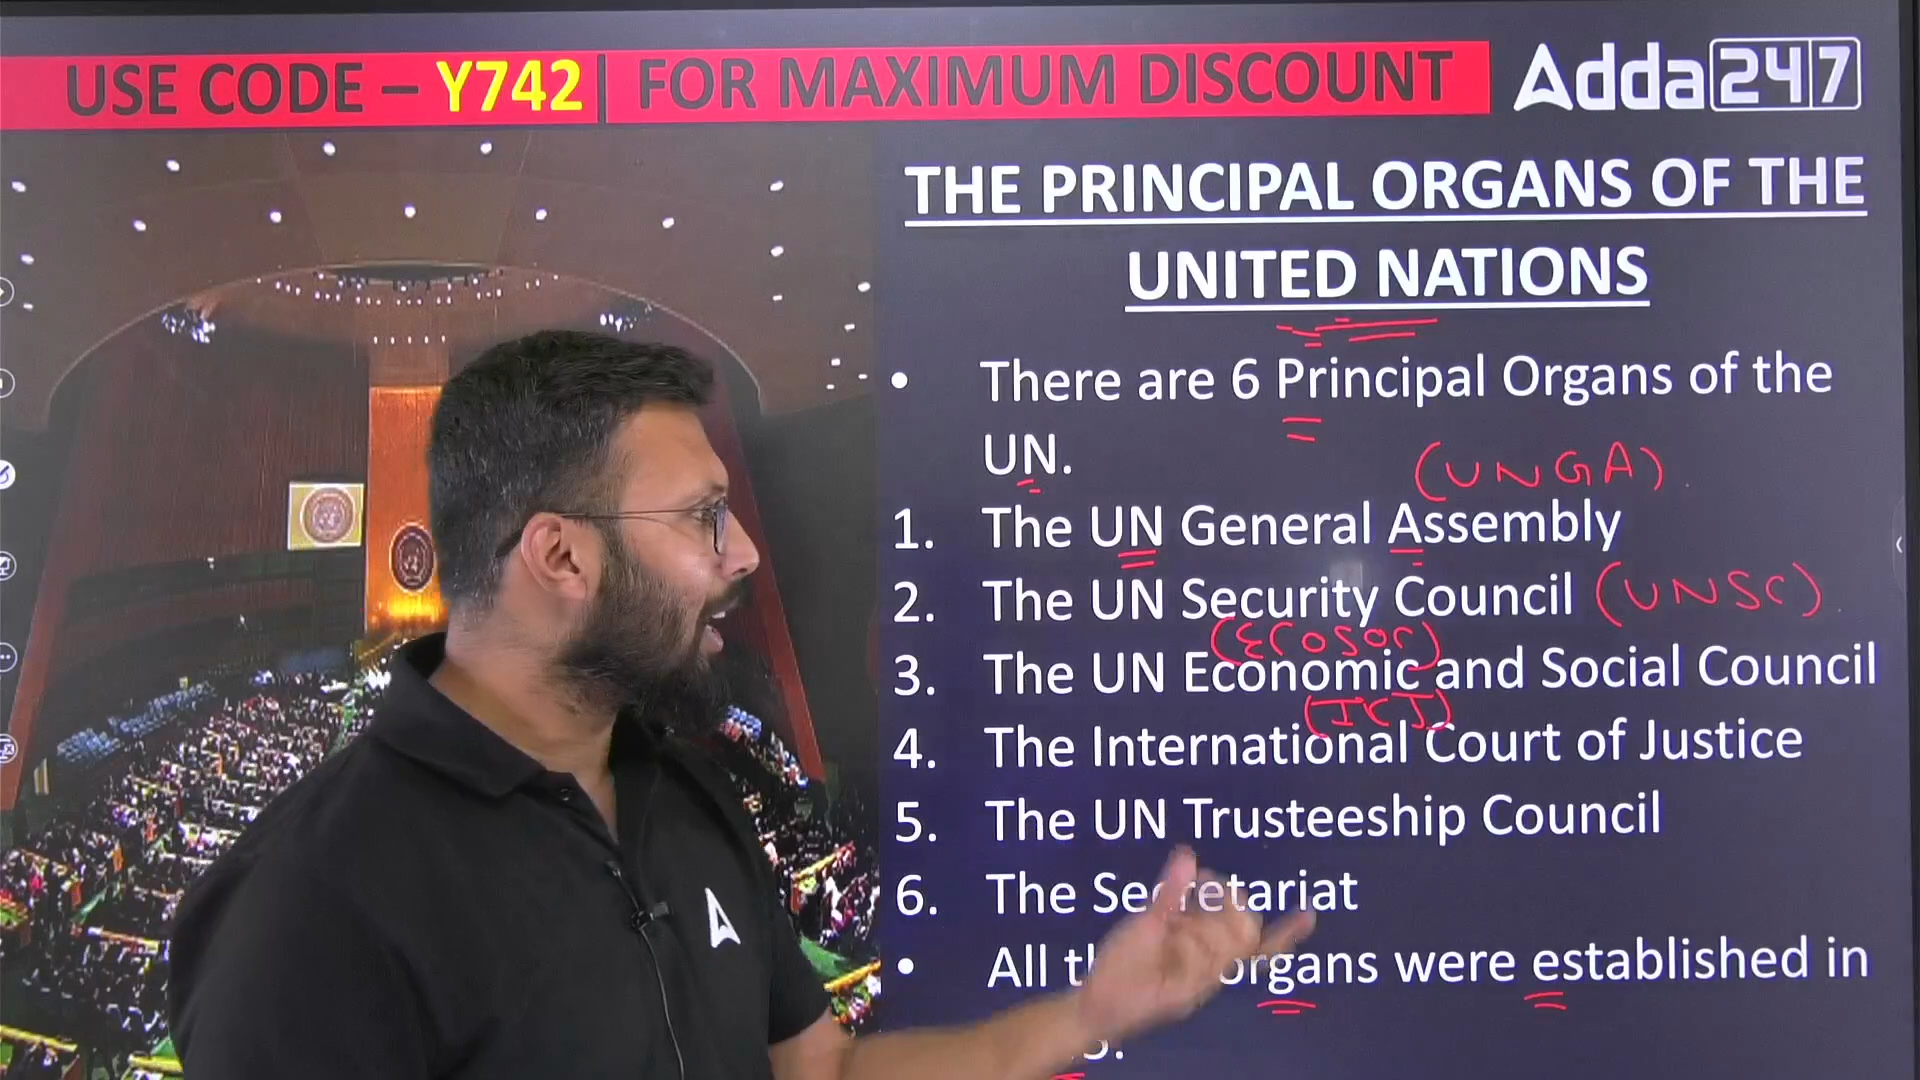 USE CODE – Y742 | FOR MAXIMUM DISCOUNT
Adda247
THE PRINCIPAL ORGANS OF THE
UNITED NATIONS
• There are 6 Principal Organs of the
UN.
(UNGA)
1. The UN General Assembly
2. The UN Security Council (UNSC)
(ECOSOC)
3. The UN Economic and Social Council
(ICJ)
4. The International Court of Justice
5. The UN Trusteeship Council
6. The Secretariat
• All organs were established in